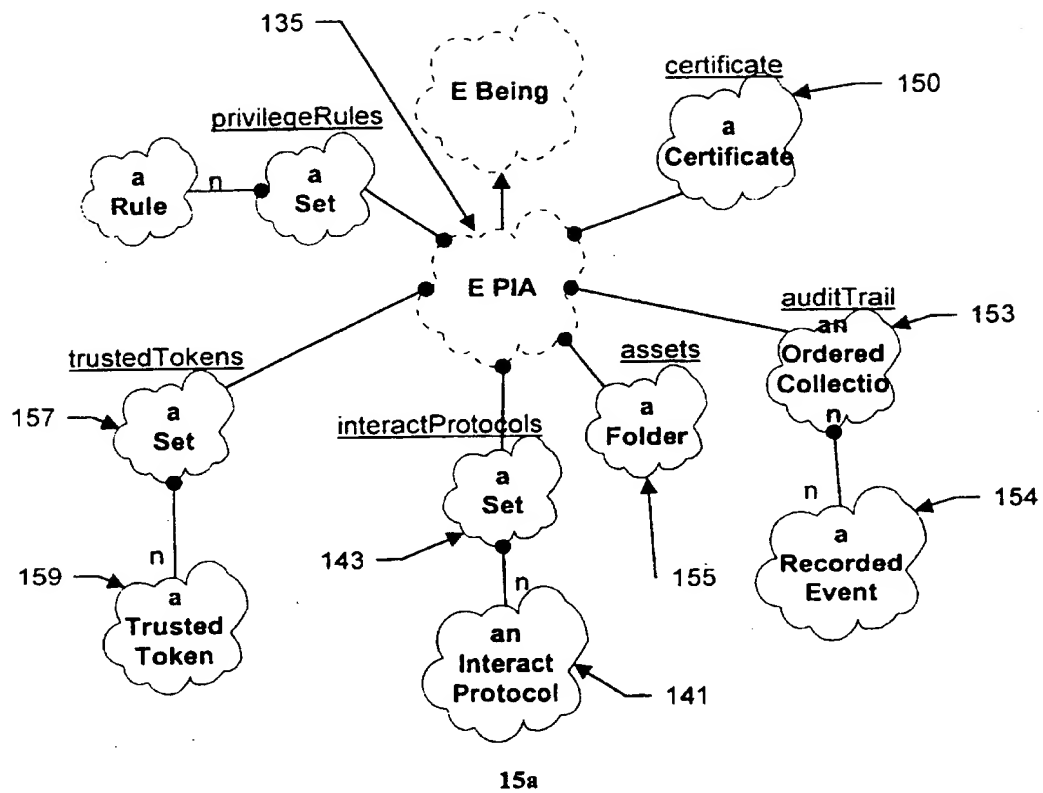 135
E Being
certificate
150
a
Certificate
privilegeRules
a
Rule
n
a
Set
E PIA
auditTrail
153
an
Ordered
Collectio
n
trustedTokens
157
a
Set
assets
a
Folder
interactProtocols
a
Set
143
155
n
154
a
Recorded
Event
n
159
a
Trusted
Token
n
an
Interact
Protocol
141
15a